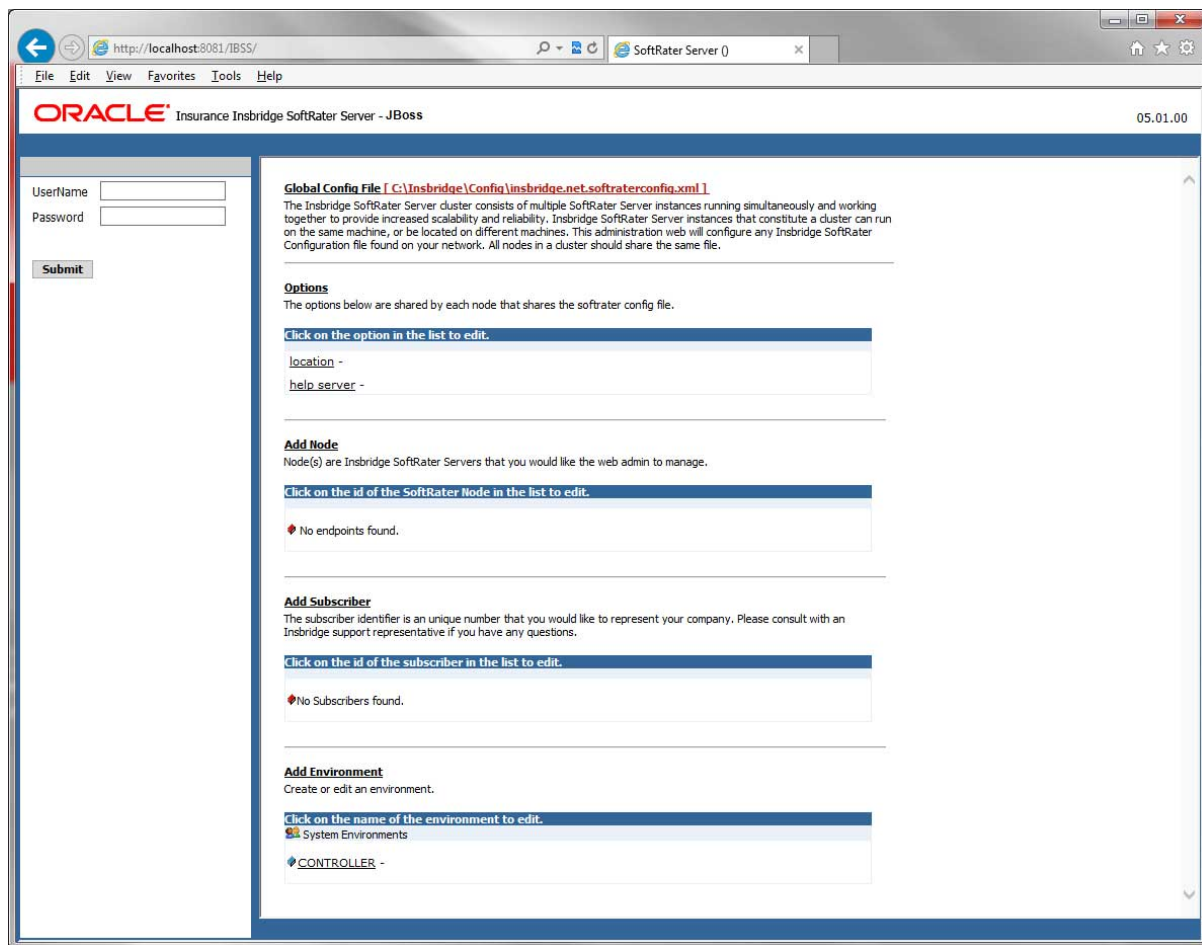 http://localhost:8081/IBSS/
SoftRater Server ()
File Edit View Favorites Tools Help
ORACLE Insurance Insbridge SoftRater Server - JBoss
05.01.00
UserName
Password
Submit
Global Config File [ C:\Insbridge\Config\insbridge.net.softraterconfig.xml ]
The Insbridge SoftRater Server cluster consists of multiple SoftRater Server instances running simultaneously and working
together to provide increased scalability and reliability. Insbridge SoftRater Server instances that constitute a cluster can run
on the same machine, or be located on different machines. This administration web will configure any Insbridge SoftRater
Configuration file found on your network. All nodes in a cluster should share the same file.
Options
The options below are shared by each node that shares the softrater config file.
Click on the option in the list to edit.
location -
help server -
Add Node
Node(s) are Insbridge SoftRater Servers that you would like the web admin to manage.
Click on the id of the SoftRater Node in the list to edit.
No endpoints found.
Add Subscriber
The subscriber identifier is an unique number that you would like to represent your company. Please consult with an
Insbridge support representative if you have any questions.
Click on the id of the subscriber in the list to edit.
No Subscribers found.
Add Environment
Create or edit an environment.
Click on the name of the environment to edit.
System Environments
CONTROLLER -